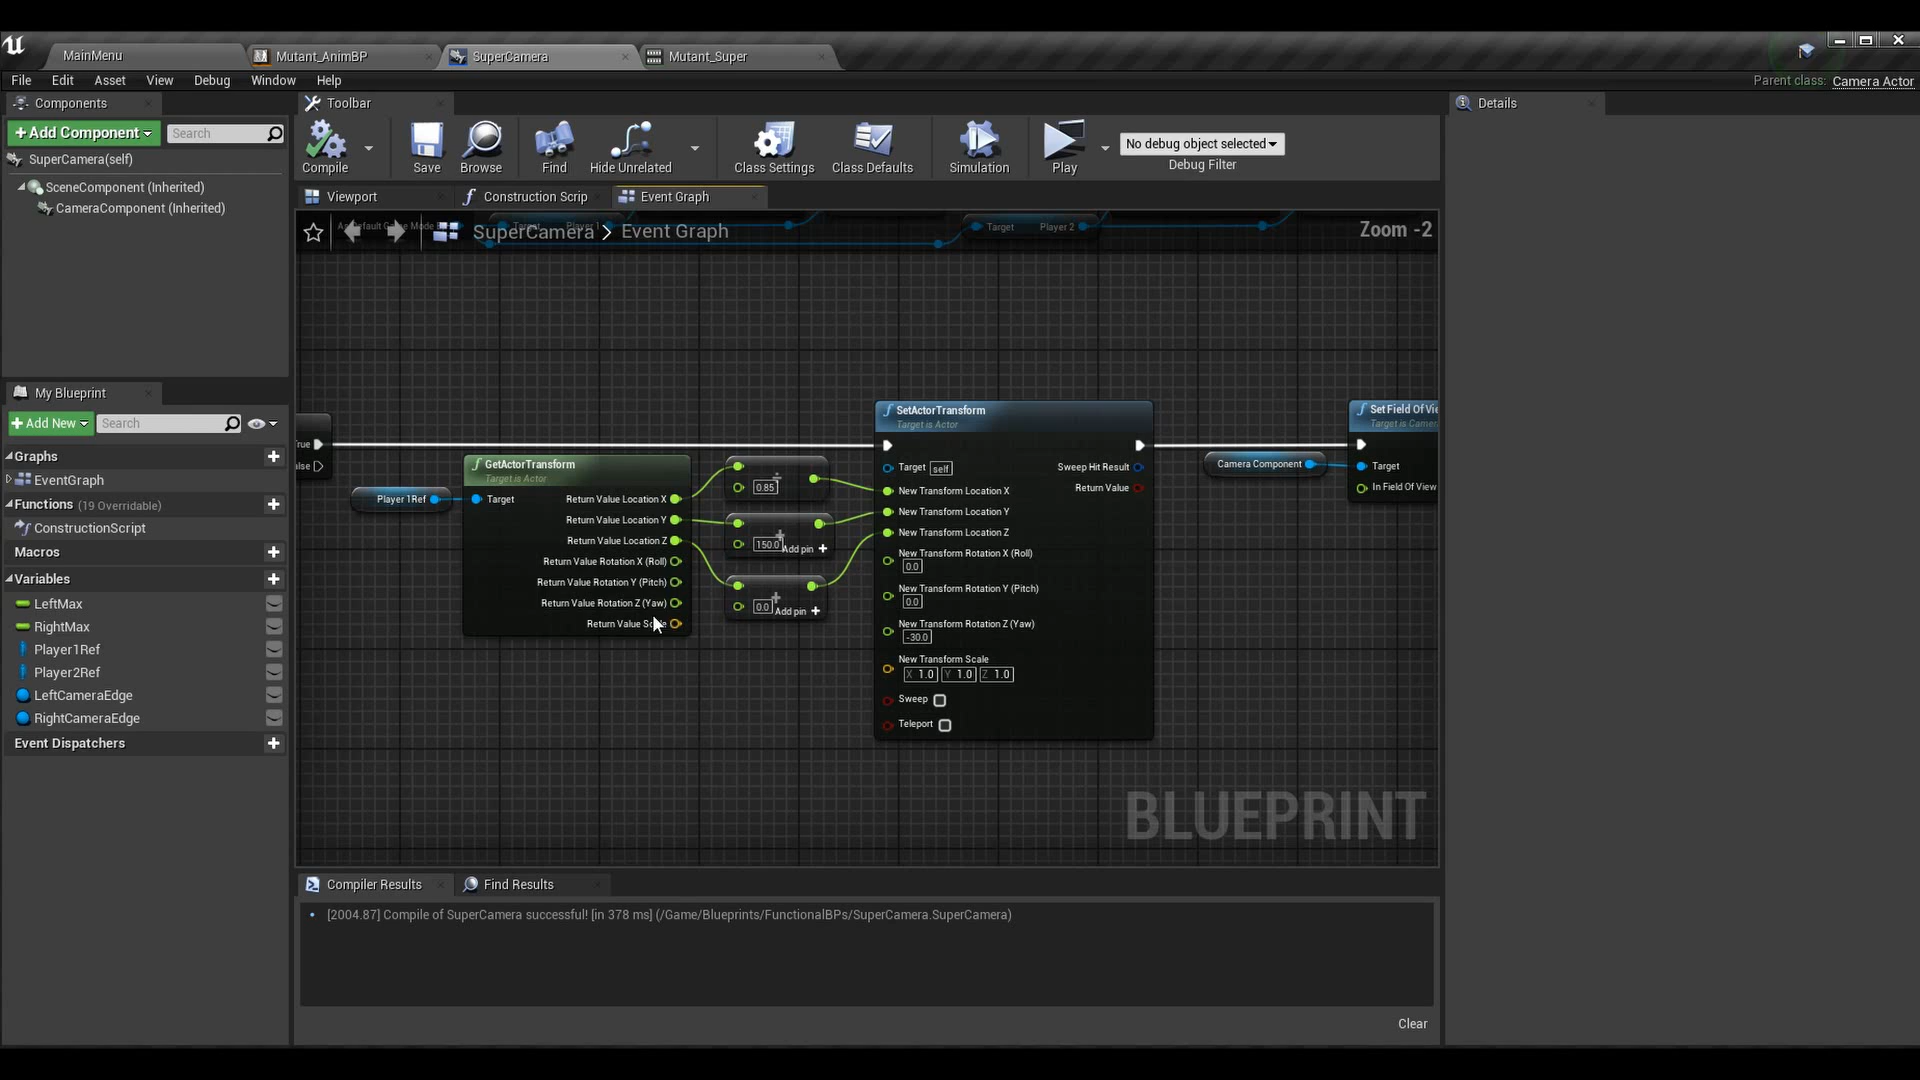 MainMenu
Mutant_AnimBP
SuperCamera
Mutant_Super
File Edit Asset View Debug Window Help
Parent class: Camera Actor
Components
Toolbar
Details
+Add Component
Search
SuperCamera(self)
SceneComponent (Inherited)
CameraComponent (Inherited)
Compile
Save
Browse
Find
Hide Unrelated
Class Settings
Class Defaults
Simulation
Play
No debug object selected
Debug Filter
Viewport
Construction Scrip
Event Graph
Target Player 1
Target Player 2
SuperCamera > Event Graph
Zoom -2
My Blueprint
+Add New
Search
Graphs
EventGraph
Functions (19 Overridable)
ConstructionScript
Macros
Variables
LeftMax
RightMax
Player1Ref
Player2Ref
LeftCameraEdge
RightCameraEdge
Event Dispatchers
Player 1Ref
GetActorTransform
Target is Actor
Target
Return Value Location X
Return Value Location Y
Return Value Location Z
Return Value Rotation X (Roll)
Return Value Rotation Y (Pitch)
Return Value Rotation Z (Yaw)
Return Value
0.85
150.0
Add pin +
0.0
Add pin +
SetActorTransform
Target is Actor
Target self
Sweep Hit Result
Return Value
New Transform Location X
New Transform Location Y
New Transform Location Z
New Transform Rotation X (Roll)
0.0
New Transform Rotation Y (Pitch)
0.0
New Transform Rotation Z (Yaw)
-30.0
New Transform Scale
X 1.0 Y 1.0 Z 1.0
Sweep
Teleport
Camera Component
Set Field Of Vie
Target is Camer
Target
In Field Of View
BLUEPRINT
Compiler Results
Find Results
[2004.87] Compile of SuperCamera successful! [in 378 ms] (/Game/Blueprints/FunctionalBPs/SuperCamera.SuperCamera)
Clear